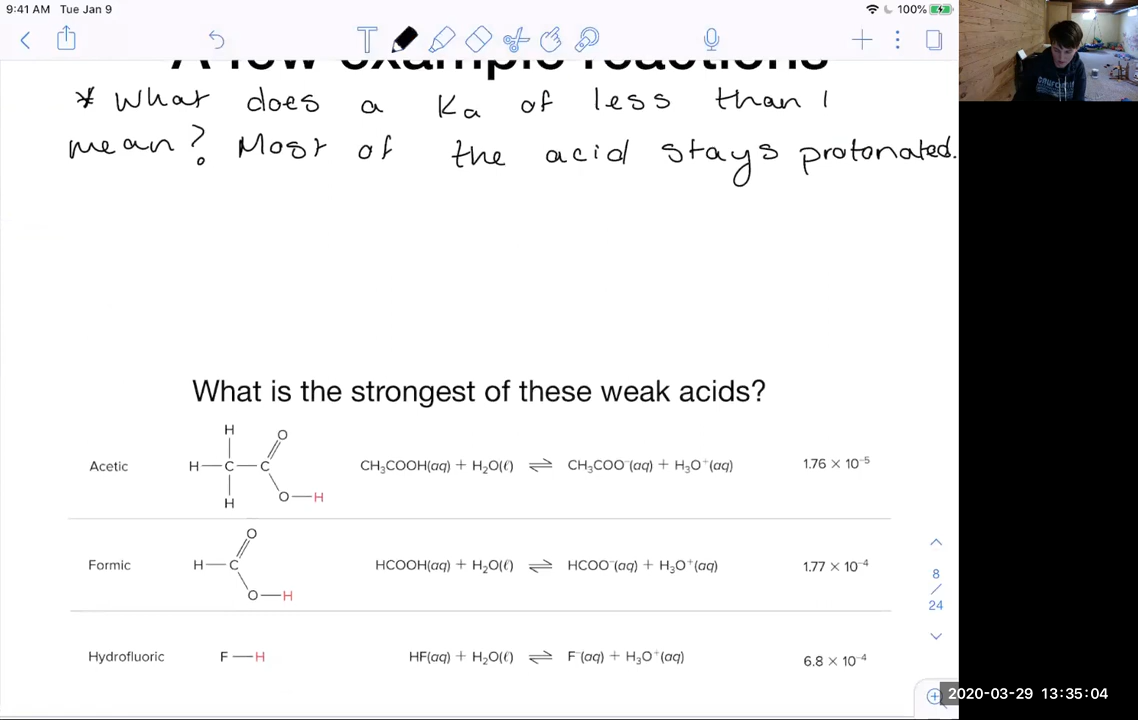 9:41 AM Tue Jan 9
100%
A few example reactions
* What does a Ka of less than 1
mean? Most of the acid stays protonated.
What is the strongest of these weak acids?
Acetic H H—C—C H O O—H CH₃COOH(aq) + H₂O(ℓ) ⇌ CH₃COO⁻(aq) + H₃O⁺(aq) 1.76 × 10⁻⁵
Formic H—C O O—H HCOOH(aq) + H₂O(ℓ) ⇌ HCOO⁻(aq) + H₃O⁺(aq) 1.77 × 10⁻⁴
Hydrofluoric F—H HF(aq) + H₂O(ℓ) ⇌ F⁻(aq) + H₃O⁺(aq) 6.8 × 10⁻⁴
8
/
24
2020-03-29 13:35:04